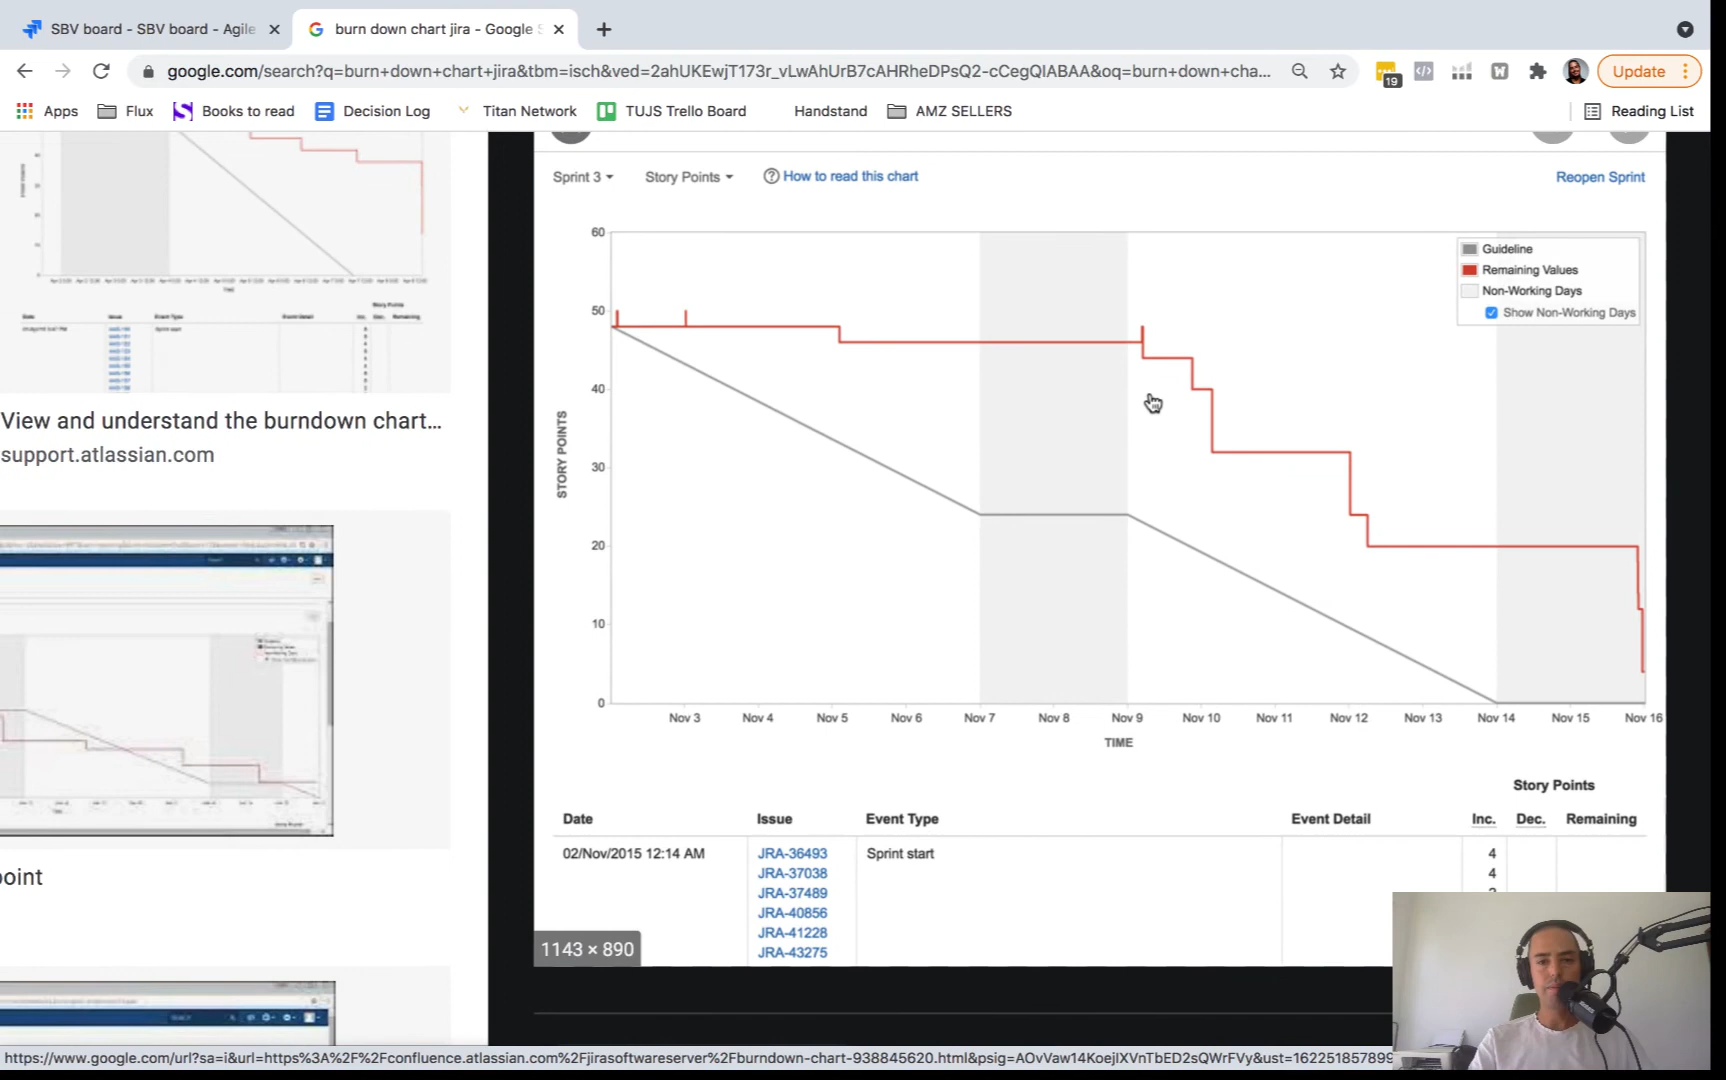 SBV board - SBV board - Agile
burn down chart jira - Google S
google.com/search?q=burn+down+chart+jira&tbm=isch&ved=2ahUKEwjT173r_vLwAhUrB7cAHRheDPsQ2-cCegQIABAA&oq=burn+down+cha...
19
Update
Apps
Flux
Books to read
Decision Log
Titan Network
TUJS Trello Board
Handstand
AMZ SELLERS
Reading List
View and understand the burndown chart...
support.atlassian.com
point
Sprint 3
Story Points
How to read this chart
Reopen Sprint
60
50
40
30
20
10
0
STORY POINTS
Guideline
Remaining Values
Non-Working Days
Show Non-Working Days
Nov 3 Nov 4 Nov 5 Nov 6 Nov 7 Nov 8 Nov 9 Nov 10 Nov 11 Nov 12 Nov 13 Nov 14 Nov 15 Nov 16
TIME
Story Points
Date Issue Event Type Event Detail Inc. Dec. Remaining
02/Nov/2015 12:14 AM JRA-36493 Sprint start 4
JRA-37038 4
JRA-37489
JRA-40856
JRA-41228
JRA-43275
1143 × 890
https://www.google.com/url?sa=i&url=https%3A%2F%2Fconfluence.atlassian.com%2Fjirasoftwareserver%2Fburndown-chart-938845620.html&psig=AOvVaw14KoejIXVnTbED2sQWrFVy&ust=162251857899